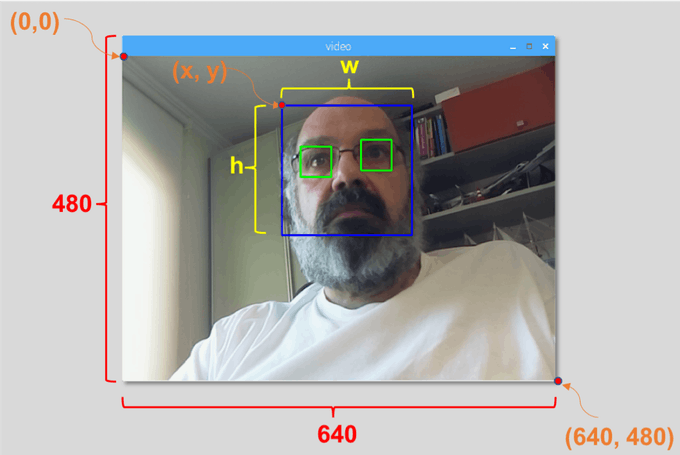 (0,0)
video
(x, y)
w
h
480
640
(640, 480)